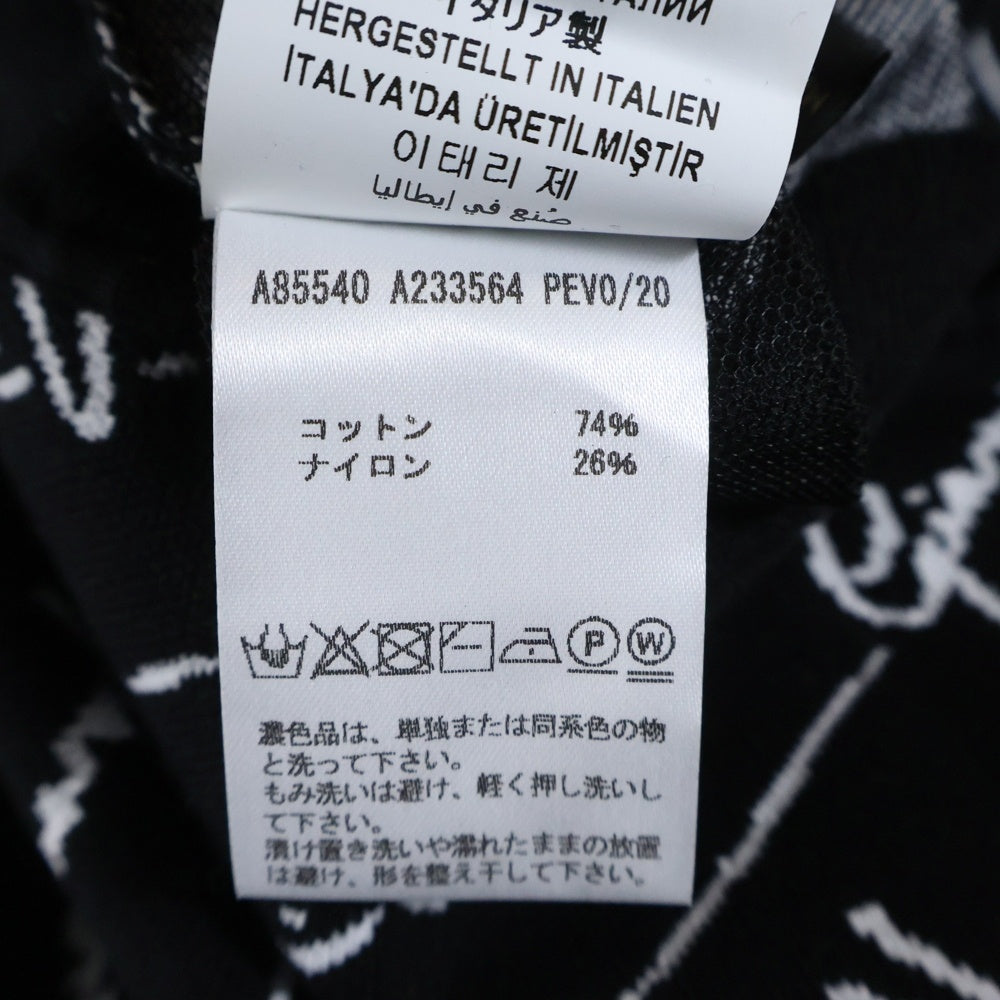 イタリア製
HERGESTELLT IN ITALIEN
İTALYA'DA ÜRETİLMİŞTİR
이태리 제
صُنع في إيطاليا
A85540 A233564 PEV0/20
コットン 74%
ナイロン 26%
P W
濃色品は、単独または同系色の物
と洗って下さい。
もみ洗いは避け、軽く押し洗いし
て下さい。
漬け置き洗いや濡れたままの放置
は避け、形を整え干して下さい。